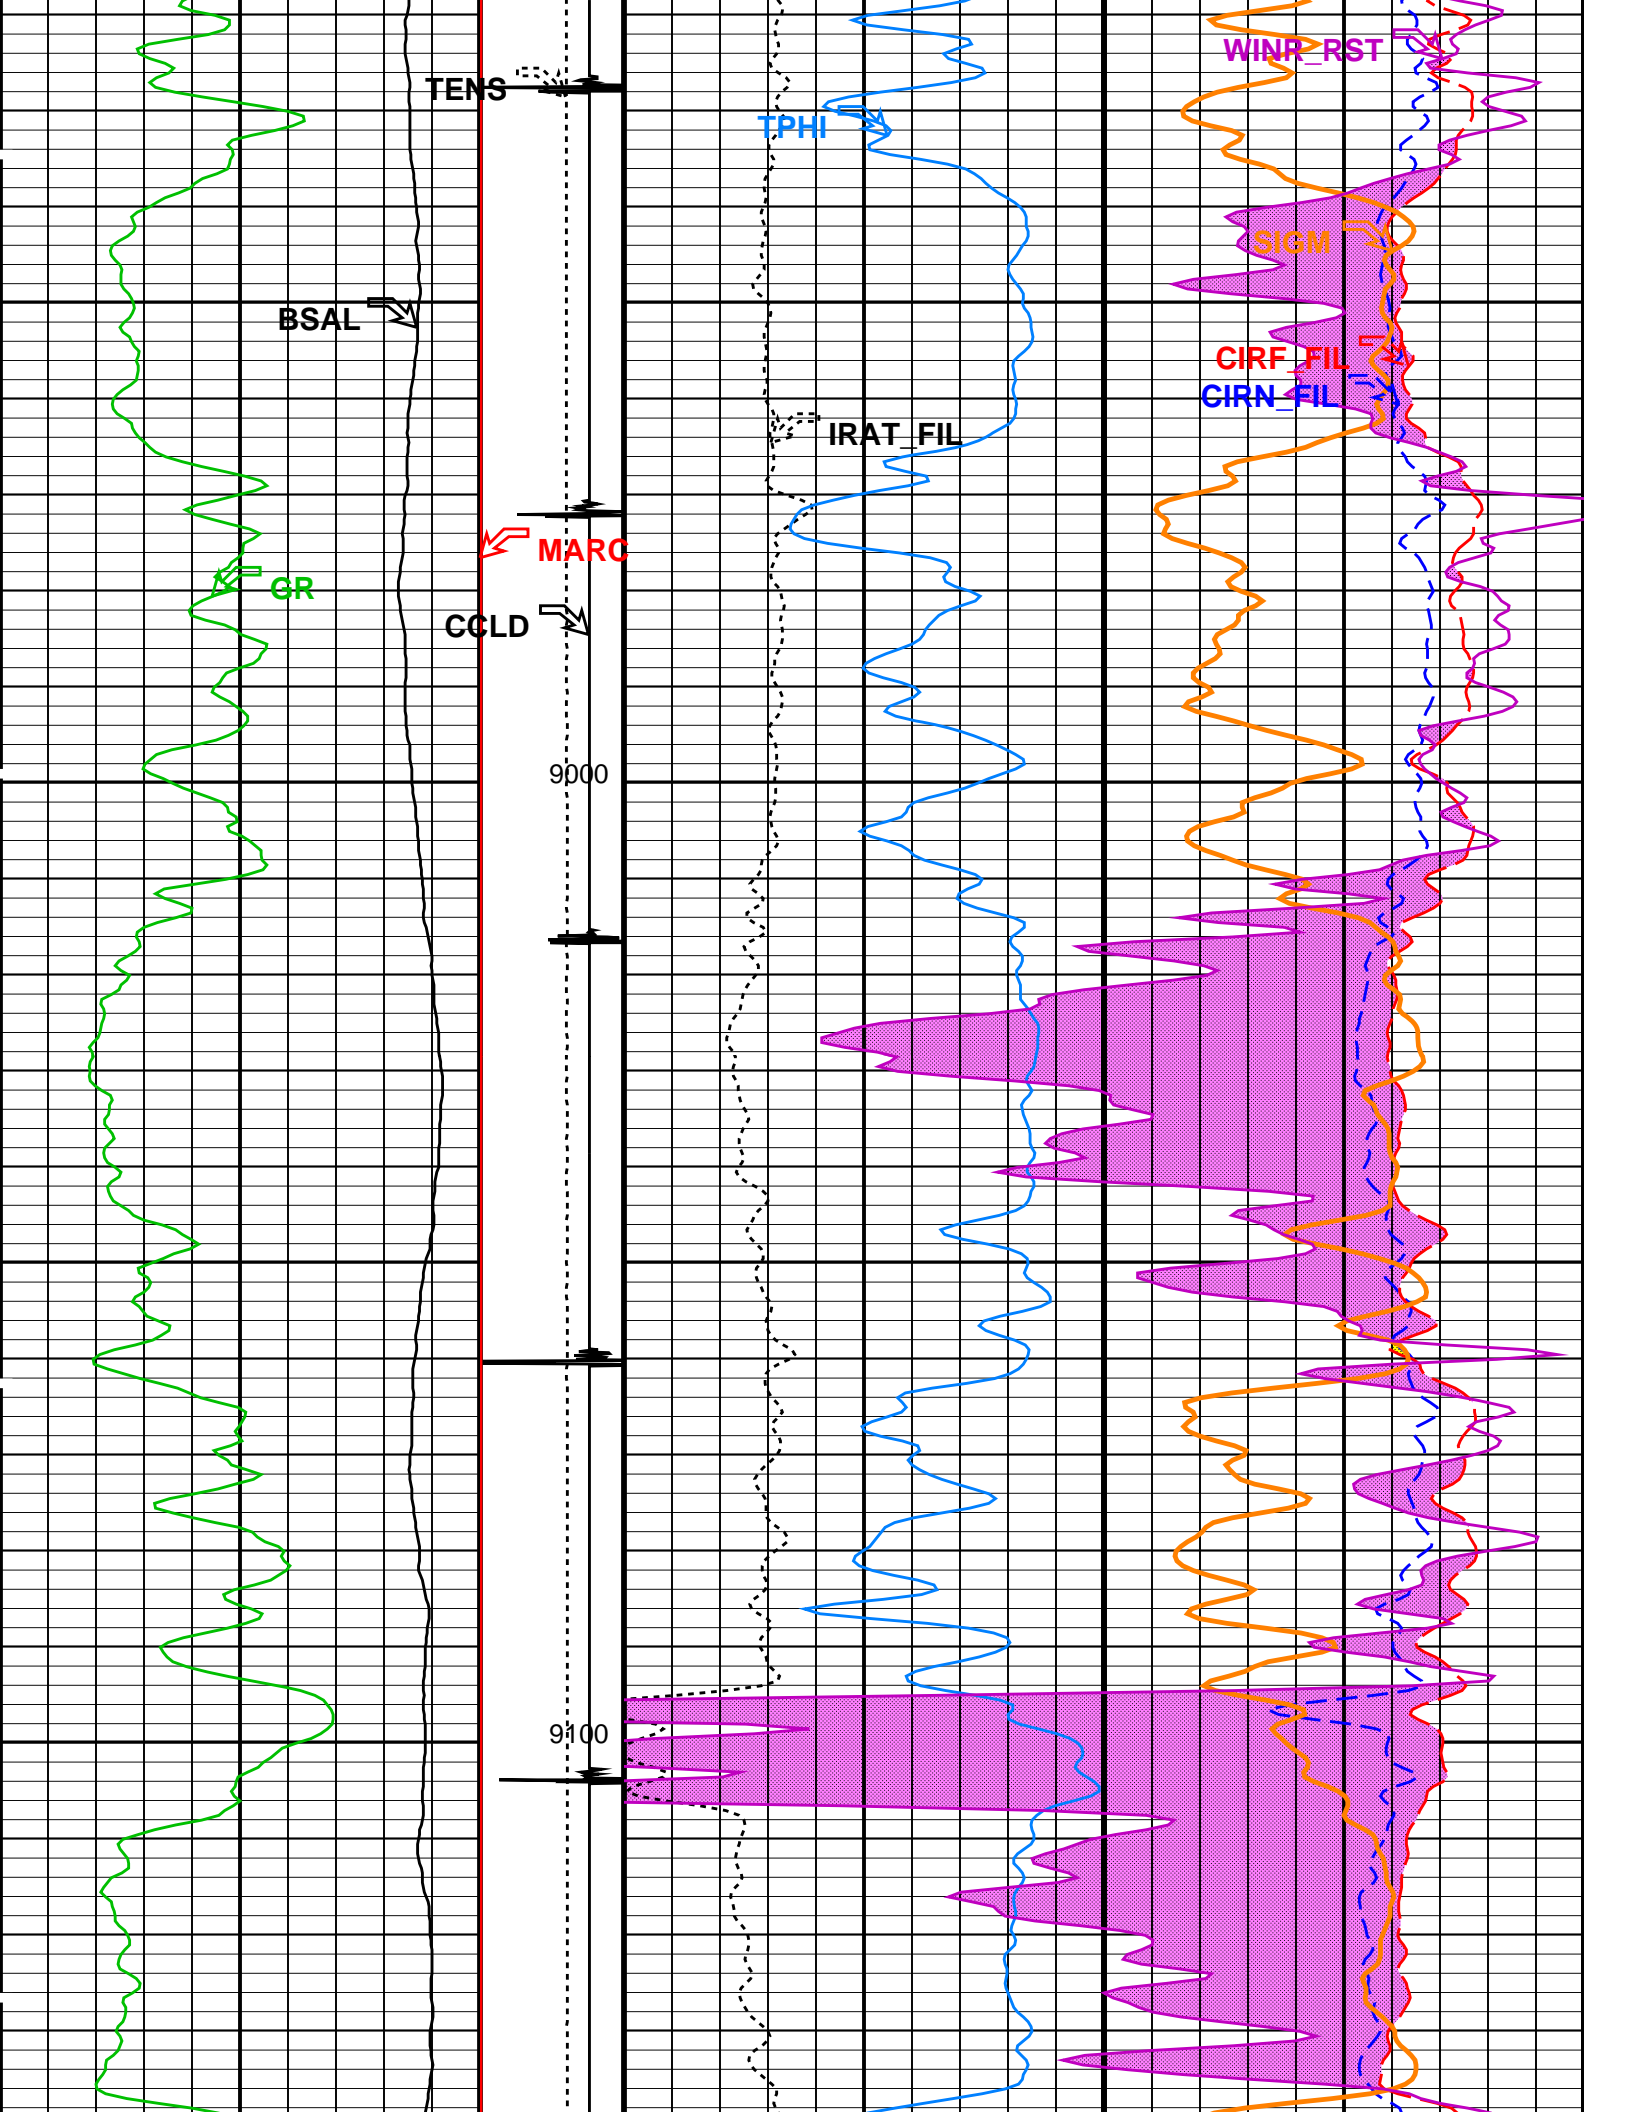 WINR_RST
TENS
TPHI
SIGM
BSAL
CIRF_FIL
CIRN_FIL
IRAT_FIL
MARC
GR
CCLD
9000
9100